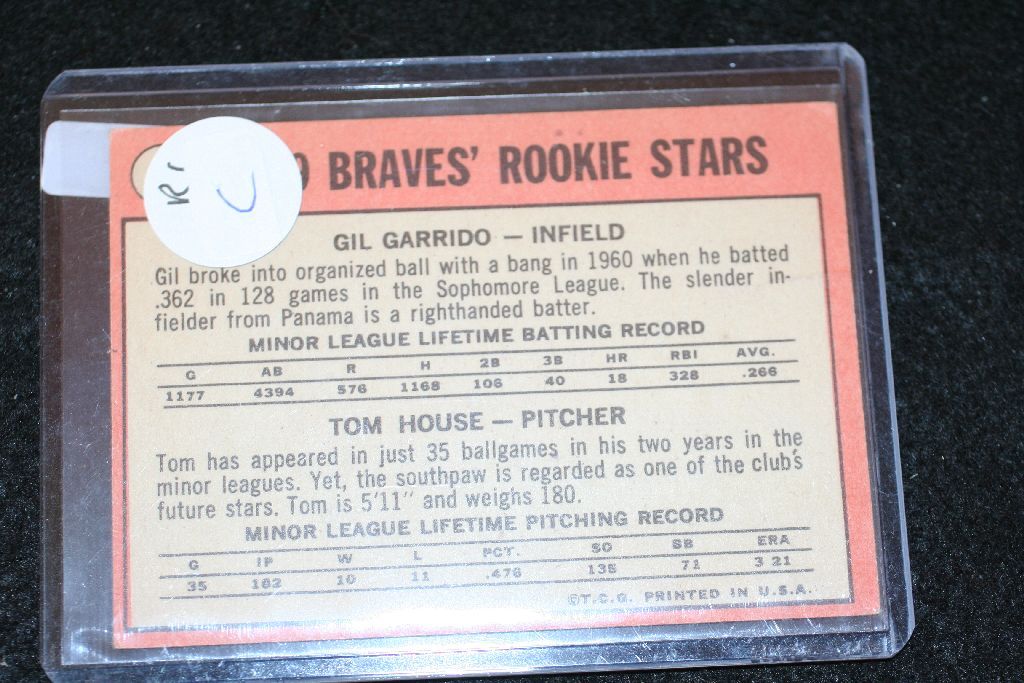 R
C
9 BRAVES' ROOKIE STARS
GIL GARRIDO — INFIELD
Gil broke into organized ball with a bang in 1960 when he batted
.362 in 128 games in the Sophomore League. The slender in-
fielder from Panama is a righthanded batter.
MINOR LEAGUE LIFETIME BATTING RECORD
G AB R H 2B 3B HR RBI AVG.
1177 4394 576 1168 106 40 18 328 .266
TOM HOUSE — PITCHER
Tom has appeared in just 35 ballgames in his two years in the
minor leagues. Yet, the southpaw is regarded as one of the club's
future stars. Tom is 5'11" and weighs 180.
MINOR LEAGUE LIFETIME PITCHING RECORD
G IP W L PCT. SO BB ERA
35 182 10 11 .476 135 71 3 21
©T.C.G. PRINTED IN U.S.A.